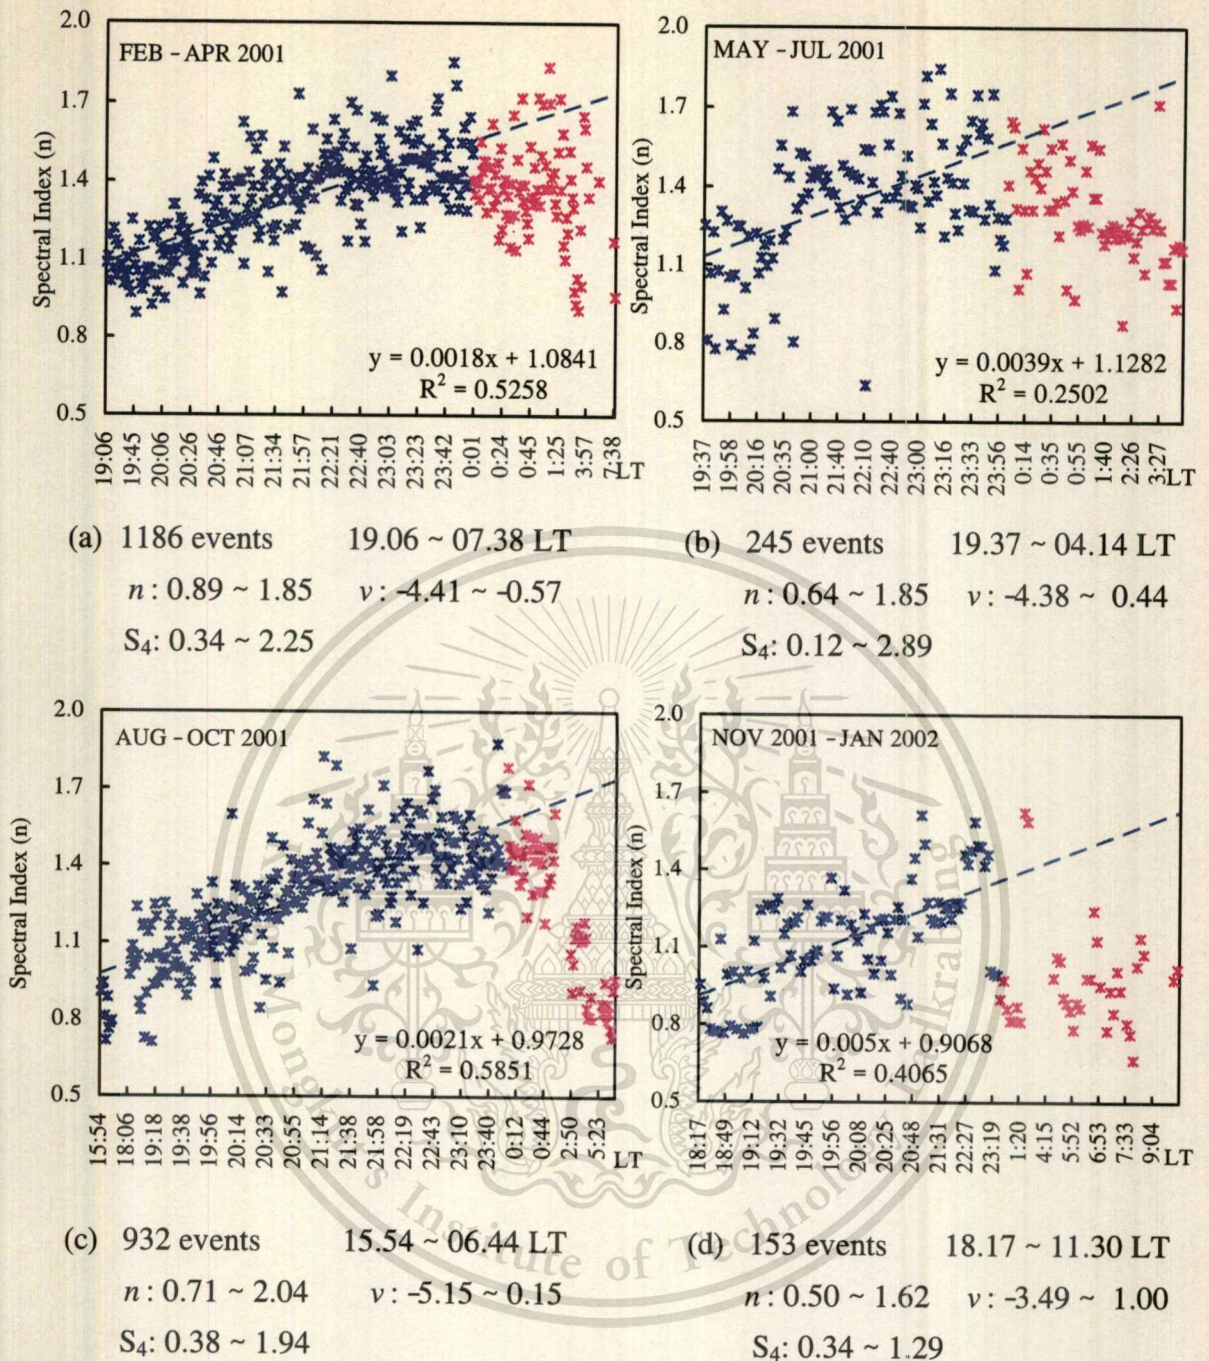 2.0
1.7
1.4
1.1
0.8
0.5
Spectral Index (n)
FEB - APR 2001
y = 0.0018x + 1.0841
R² = 0.5258
19:06
19:45
20:06
20:26
20:46
21:07
21:34
21:57
22:21
22:40
23:03
23:23
23:42
0:01
0:24
0:45
1:25
3:57
7:38
LT
2.0
1.7
1.4
1.1
0.8
0.5
Spectral Index (n)
MAY - JUL 2001
y = 0.0039x + 1.1282
R² = 0.2502
19:37
19:58
20:16
20:35
21:00
21:40
22:10
22:40
23:00
23:16
23:33
23:56
0:14
0:35
0:55
1:40
2:26
3:27
LT
(a) 1186 events 19.06 ~ 07.38 LT
n : 0.89 ~ 1.85 v : -4.41 ~ -0.57
S₄: 0.34 ~ 2.25
(b) 245 events 19.37 ~ 04.14 LT
n : 0.64 ~ 1.85 v : -4.38 ~ 0.44
S₄: 0.12 ~ 2.89
2.0
1.7
1.4
1.1
0.8
0.5
Spectral Index (n)
AUG - OCT 2001
y = 0.0021x + 0.9728
R² = 0.5851
15:54
18:06
19:18
19:38
19:56
20:14
20:33
20:55
21:14
21:38
21:58
22:19
22:43
23:10
23:40
0:12
0:44
2:50
5:23
LT
2.0
1.7
1.4
1.1
0.8
0.5
Spectral Index (n)
NOV 2001 - JAN 2002
y = 0.005x + 0.9068
R² = 0.4065
18:17
18:49
19:12
19:32
19:45
19:56
20:08
20:25
20:48
21:31
22:27
23:19
1:20
4:15
5:52
6:53
7:33
9:04
LT
(c) 932 events 15.54 ~ 06.44 LT
n : 0.71 ~ 2.04 v : -5.15 ~ 0.15
S₄: 0.38 ~ 1.94
(d) 153 events 18.17 ~ 11.30 LT
n : 0.50 ~ 1.62 v : -3.49 ~ 1.00
S₄: 0.34 ~ 1.29
Mongkut's Institute of Technology